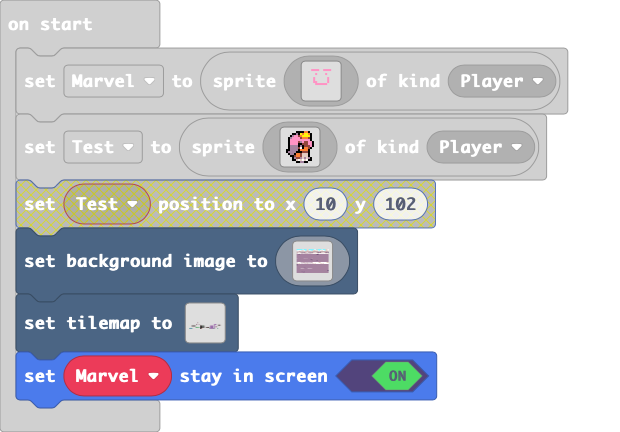 on start
set Marvel to sprite of kind Player
set Test to sprite of kind Player
set Test position to x 10 y 102
set background image to
set tilemap to
set Marvel stay in screen ON